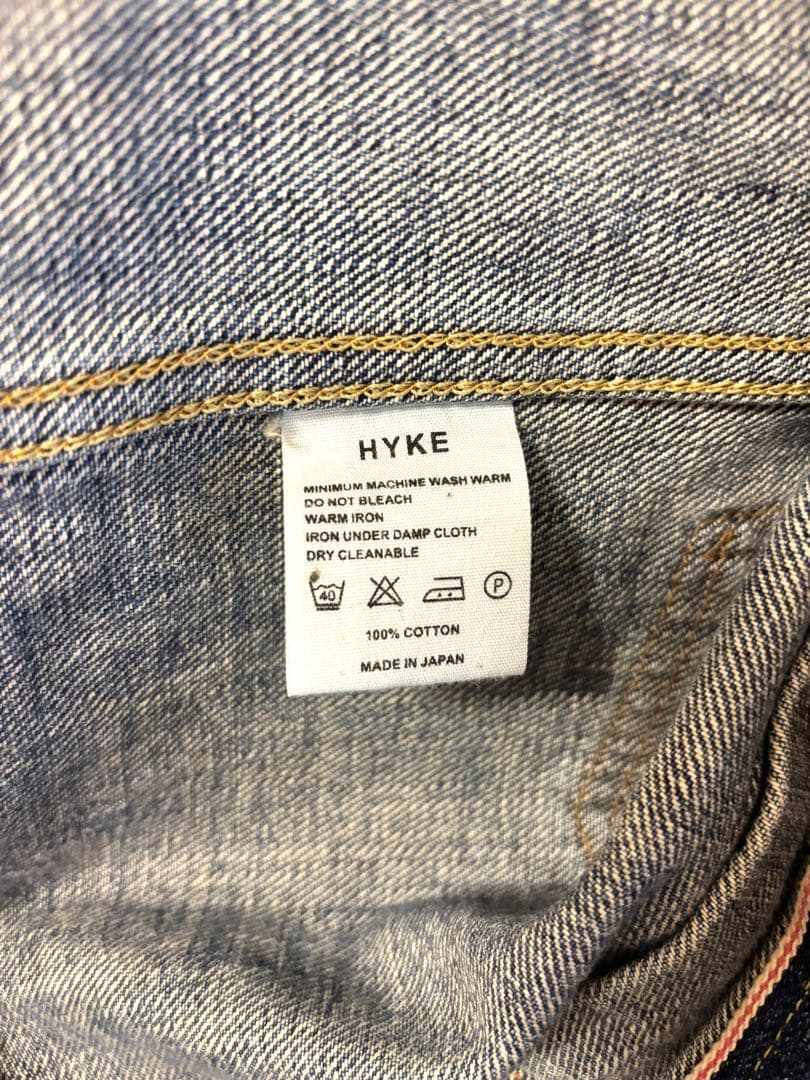 HYKE
MINIMUM MACHINE WASH WARM
DO NOT BLEACH
WARM IRON
IRON UNDER DAMP CLOTH
DRY CLEANABLE
40 P
100% COTTON
MADE IN JAPAN